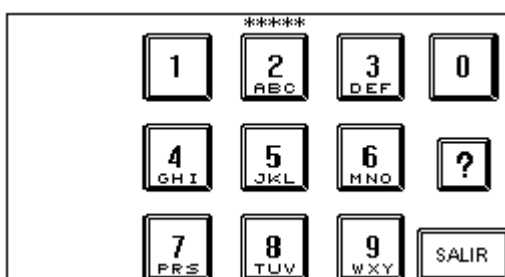 *****
1 2 3 0
ABC DEF
4 5 6 ?
GHI JKL MNO
7 8 9 SALIR
PRS TUV WXY